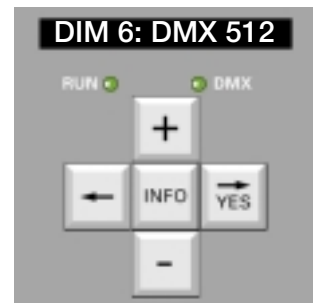 DIM 6: DMX 512
RUN DMX
+
← INFO → YES
-